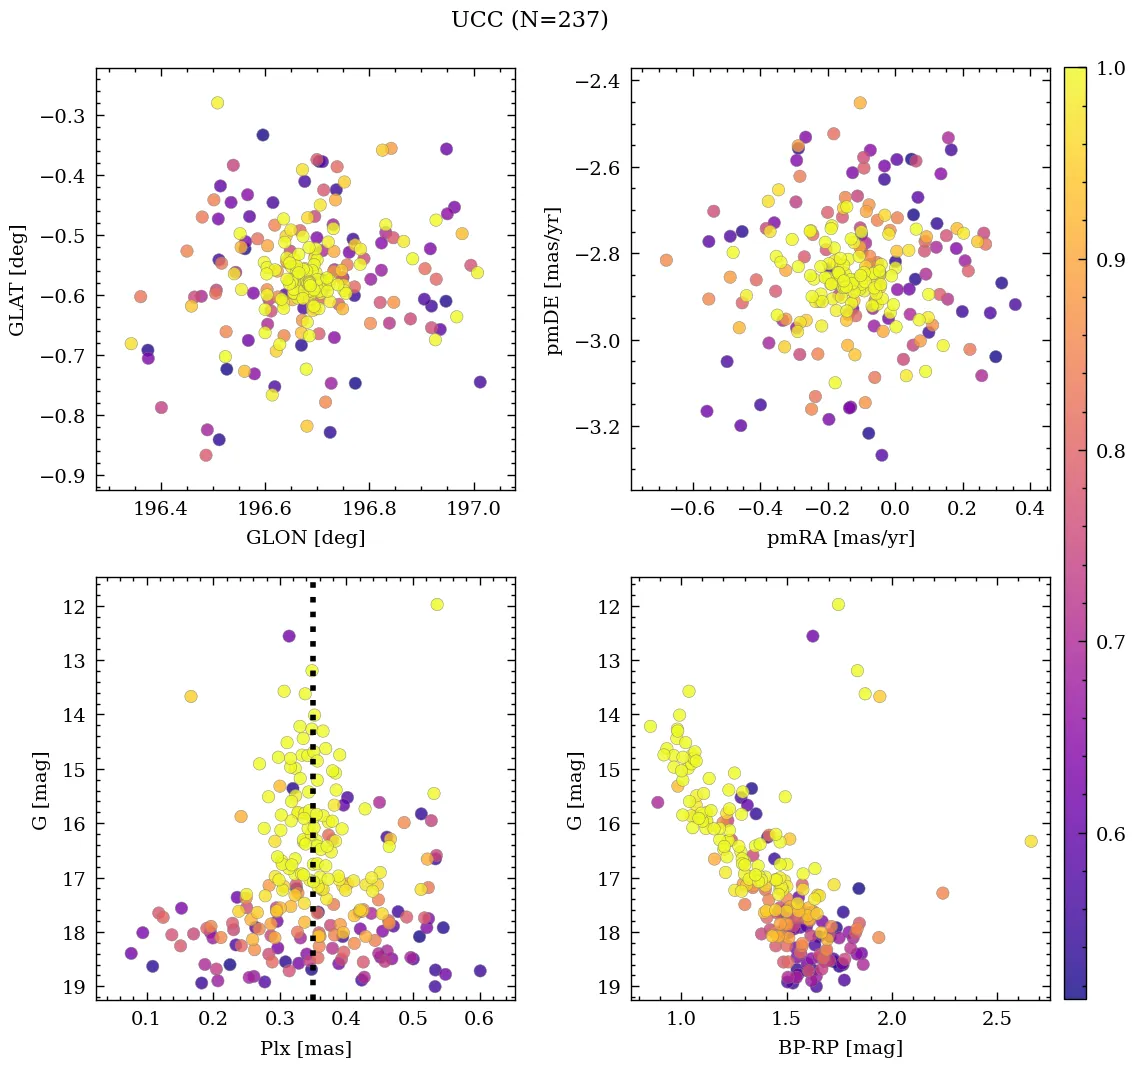 UCC (N=237)
−0.3
−0.4
−0.5
−0.6
−0.7
−0.8
−0.9
GLAT [deg]
196.4 196.6 196.8 197.0
GLON [deg]
−2.4
−2.6
−2.8
−3.0
−3.2
pmDE [mas/yr]
−0.6 −0.4 −0.2 0.0 0.2 0.4
pmRA [mas/yr]
12
13
14
15
16
17
18
19
G [mag]
0.1 0.2 0.3 0.4 0.5 0.6
Plx [mas]
12
13
14
15
16
17
18
19
G [mag]
1.0 1.5 2.0 2.5
BP-RP [mag]
1.0
0.9
0.8
0.7
0.6